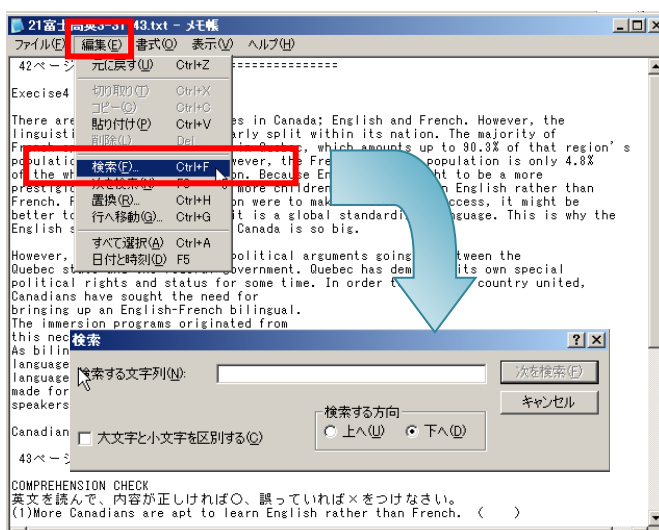 21富士 高英3-31 43.txt - メモ帳
ファイル(F) 編集(E) 書式(O) 表示(V) ヘルプ(H)
42ページ ===============
元に戻す(U) Ctrl+Z
Execise4
切り取り(T) Ctrl+X
コピー(C) Ctrl+C
貼り付け(P) Ctrl+V
削除(L) Del
検索(F)... Ctrl+F
次を検索(N) F3
置換(R)... Ctrl+H
行へ移動(G)... Ctrl+G
すべて選択(A) Ctrl+A
日付と時刻(D) F5
There are es in Canada; English and French. However, the
linguisti rly split within its nation. The majority of
French in Quebec, which amounts up to 90.3% of that region's
populatio ever, the Fre population is only 4.8%
of the wh on. Because En ht to be a more
prestigio more children n English rather than
French. on were to mak ccess, it might be
better to it is a global standardi guage. This is why the
English s Canada is so big.
However, political arguments going tween the
Quebec st overnment. Quebec has dem its own special
political rights and status for some time. In order t country united,
Canadians have sought the need for
bringing up an English-French bilingual.
The immersion programs originated from
this nec
As bilin
language
language
made for
speakers
Canadian
検索
検索する文字列(N):
次を検索(F)
キャンセル
検索する方向
大文字と小文字を区別する(C) 上へ(U) 下へ(D)
43ページ
COMPREHENSION CHECK
英文を読んで、内容が正しければ〇、誤っていれば×をつけなさい。
(1)More Canadians are apt to learn English rather than French. ( )